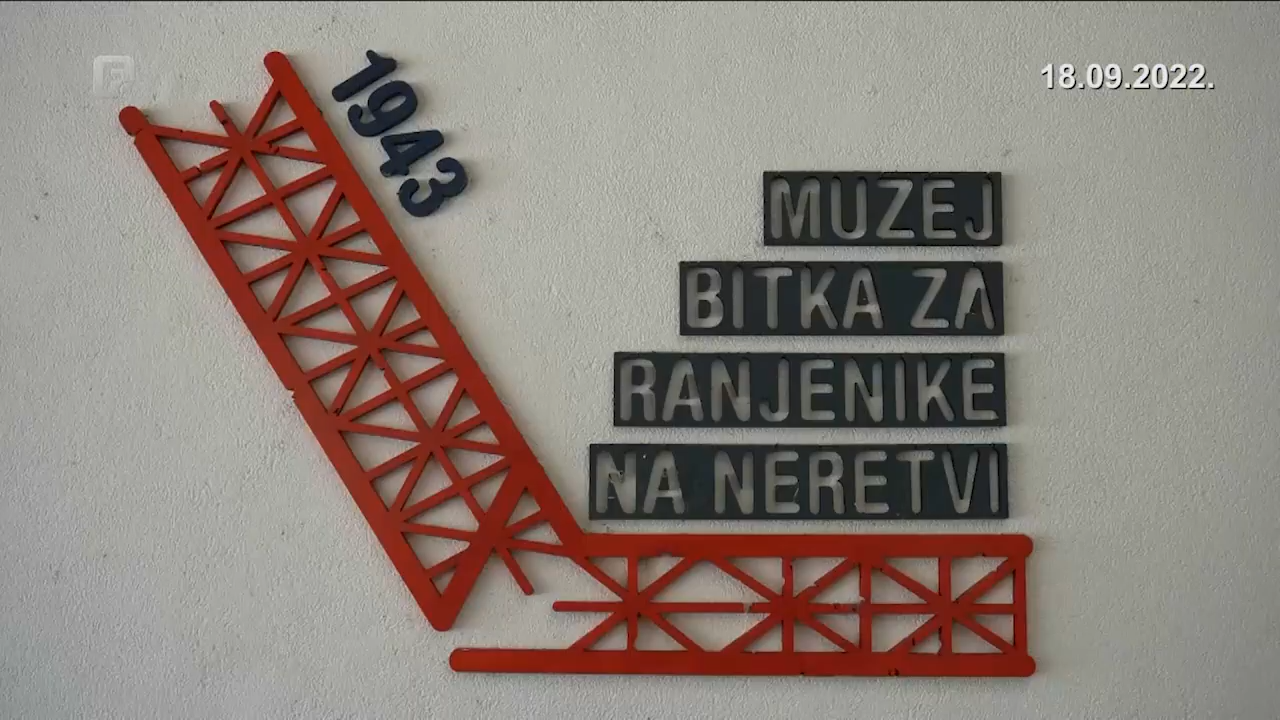 18.09.2022.
1943
MUZEJ
BITKA ZA
RANJENIKE
NA NERETVI